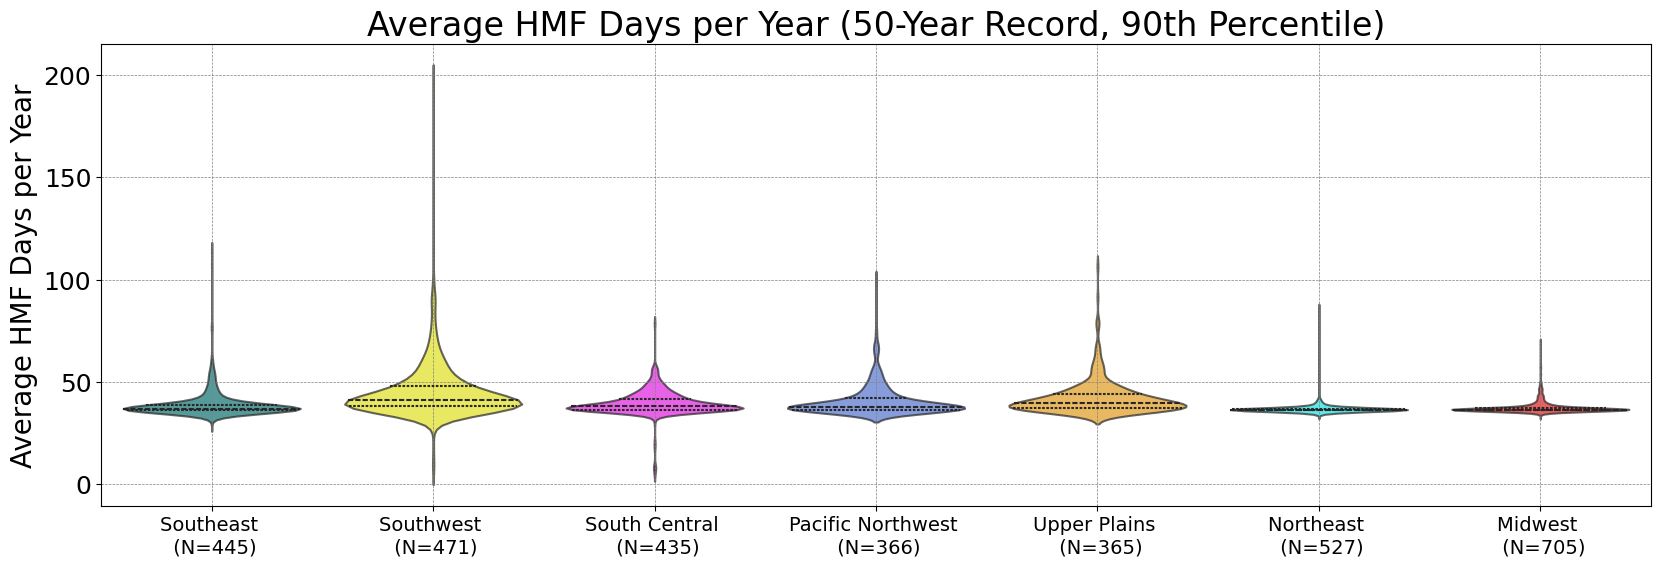 Average HMF Days per Year (50-Year Record, 90th Percentile)
Average HMF Days per Year
200
150
100
50
0
Southeast
(N=445)
Southwest
(N=471)
South Central
(N=435)
Pacific Northwest
(N=366)
Upper Plains
(N=365)
Northeast
(N=527)
Midwest
(N=705)